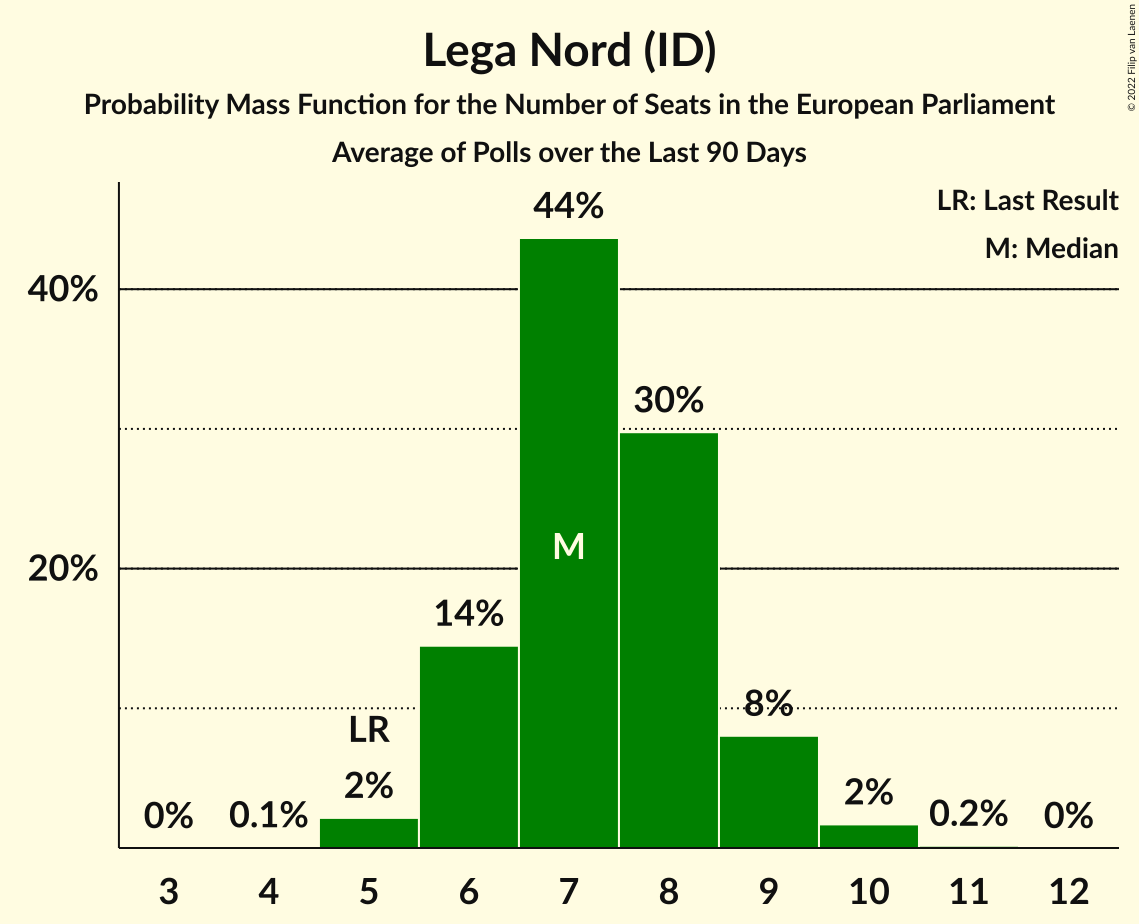 Lega Nord (ID)
Probability Mass Function for the Number of Seats in the European Parliament
Average of Polls over the Last 90 Days
© 2022 Filip van Laenen
LR: Last Result
M: Median
40%
20%
0%
0.1%
LR
2%
14%
44%
M
30%
8%
2%
0.2%
0%
3 4 5 6 7 8 9 10 11 12